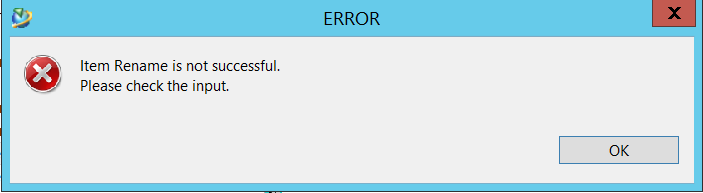 ERROR
Item Rename is not successful.
Please check the input.
OK